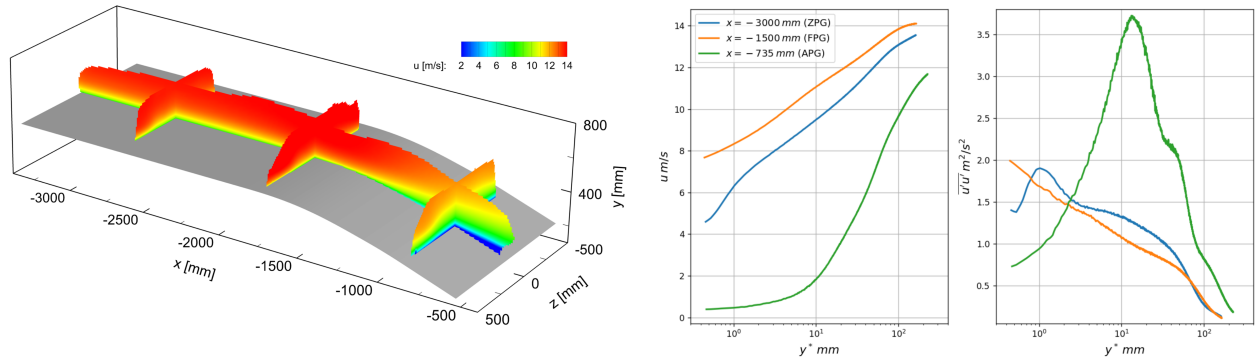 u [m/s]: 2 4 6 8 10 12 14
800
400
-500
y [mm]
0
z [mm]
500
-3000
-2500
-2000
-1500
-1000
-500
x [mm]
14
12
10
8
6
4
2
0
u m/s
x = −3000 mm (ZPG)
x = −1500 mm (FPG)
x = −735 mm (APG)
10⁰ 10¹ 10²
y* mm
3.5
3.0
2.5
2.0
1.5
1.0
0.5
u′u′ m²/s²
10⁰ 10¹ 10²
y* mm